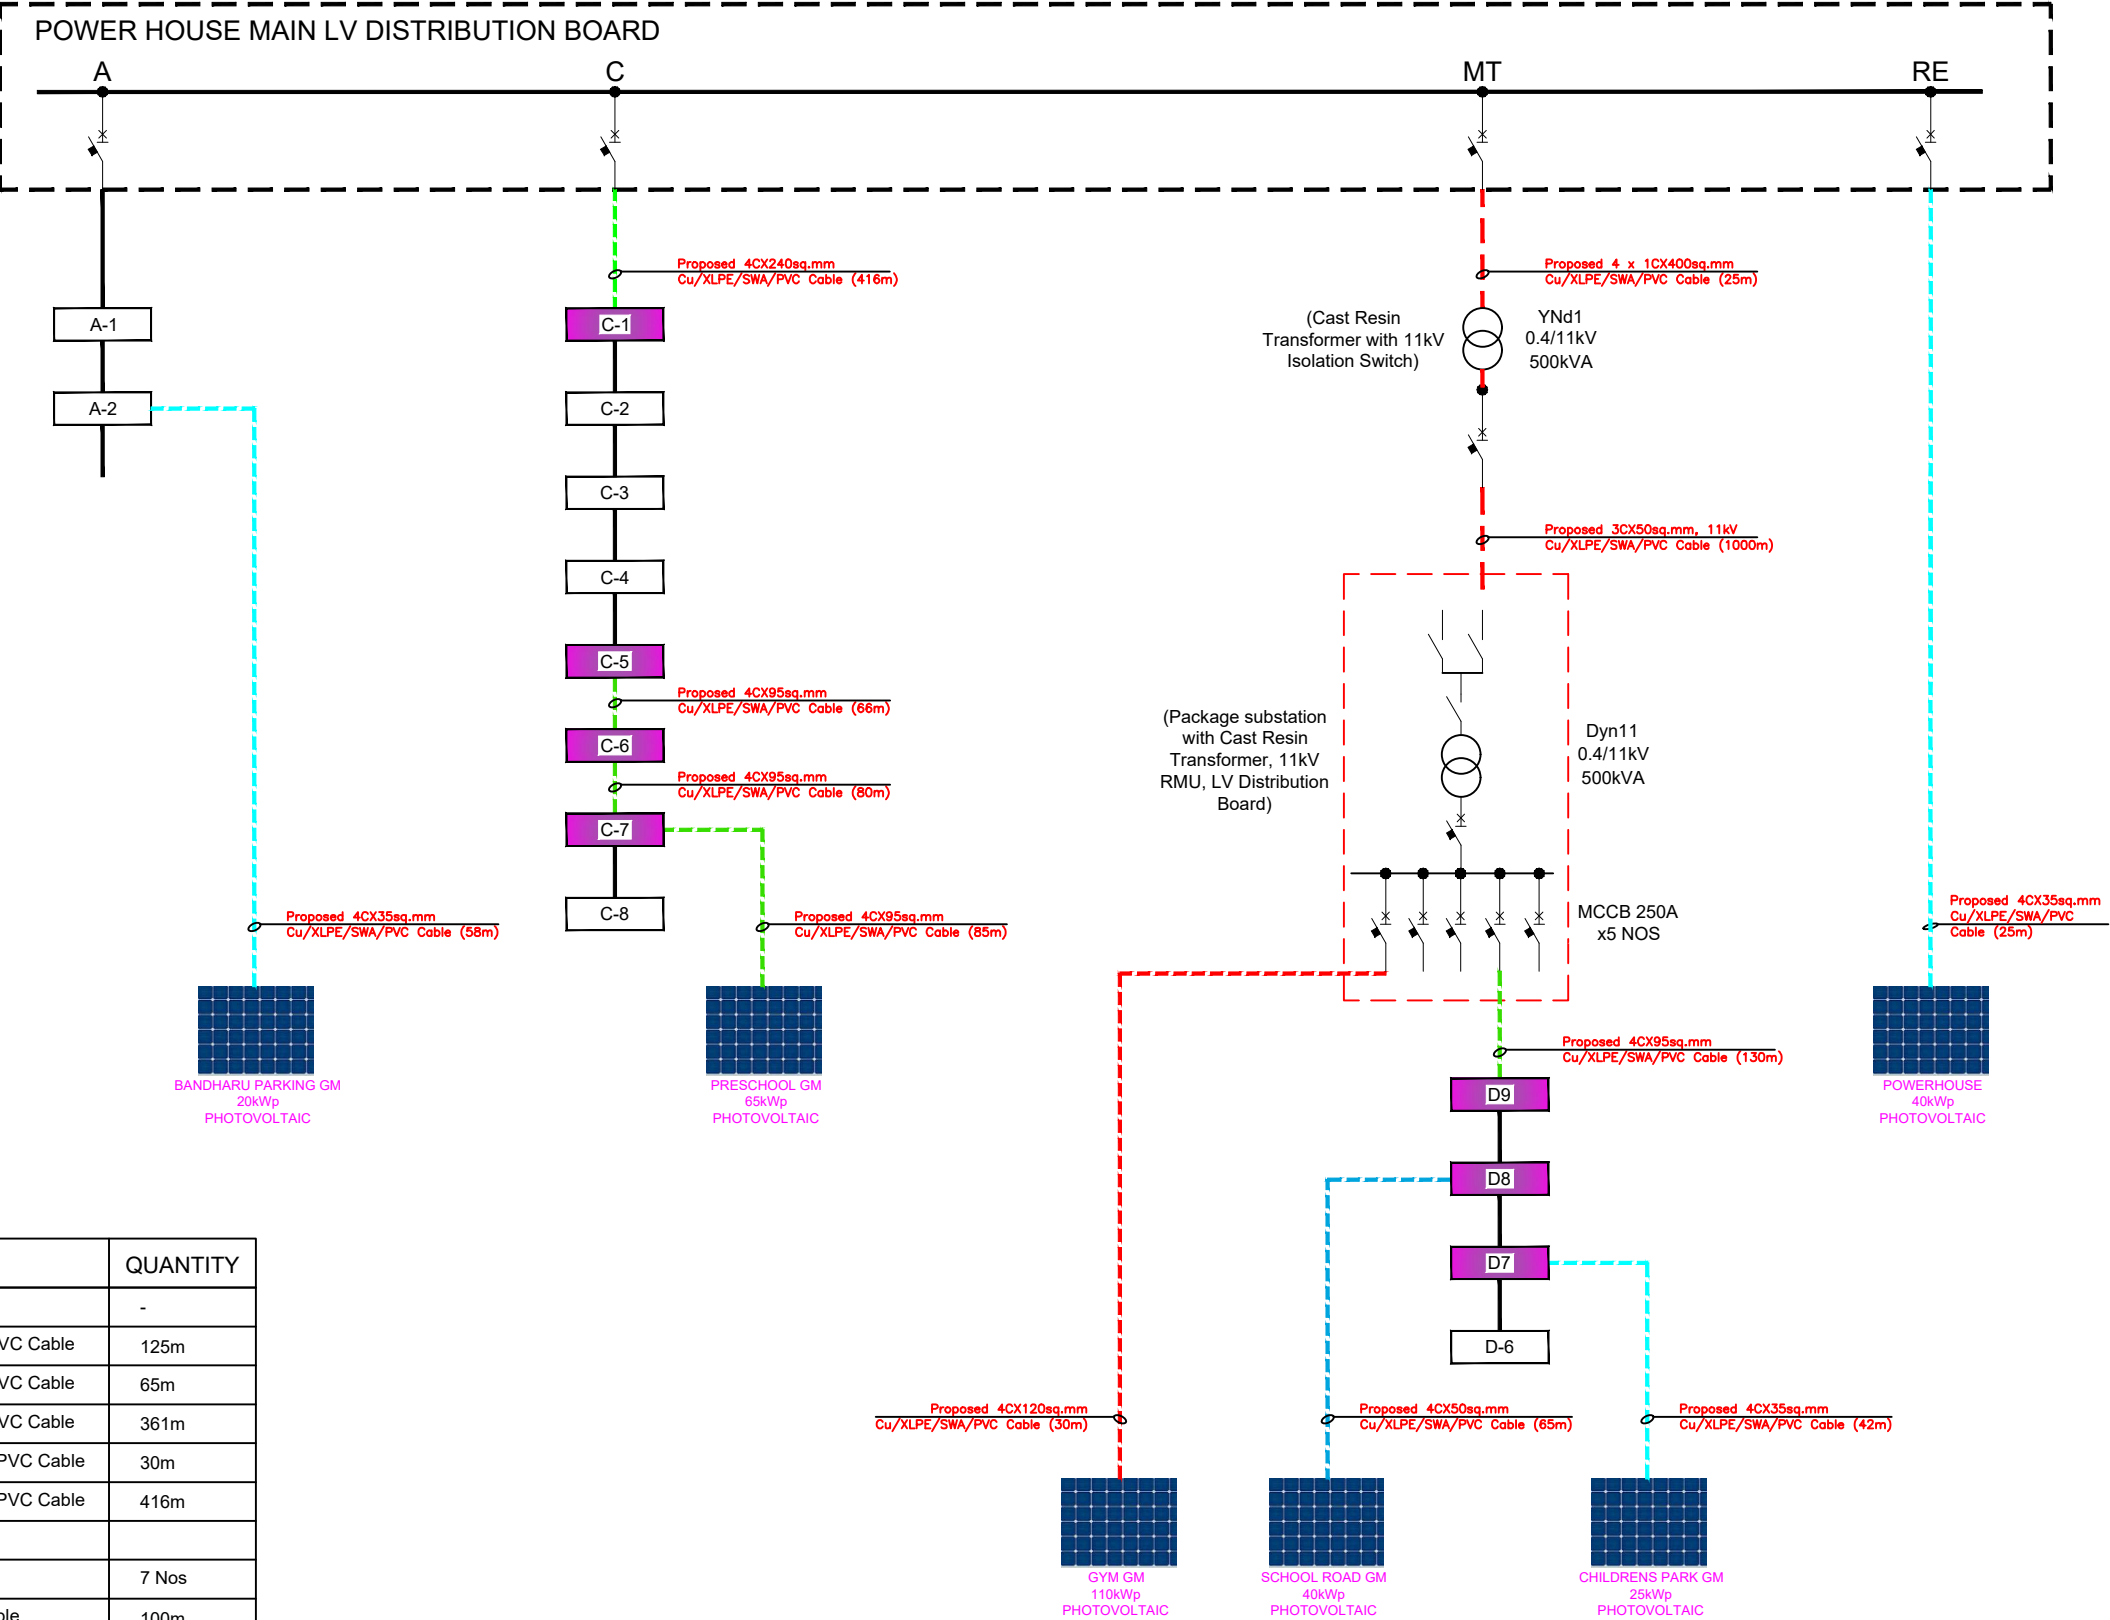 POWER HOUSE MAIN LV DISTRIBUTION BOARD
A
C
MT
RE
Proposed 4CX240sq.mm
Cu/XLPE/SWA/PVC Cable (416m)
Proposed 4 x 1CX400sq.mm
Cu/XLPE/SWA/PVC Cable (25m)
A-1
A-2
C-1
C-2
C-3
C-4
C-5
C-6
C-7
C-8
(Cast Resin
Transformer with 11kV
Isolation Switch)
YNd1
0.4/11kV
500kVA
Proposed 3CX50sq.mm, 11kV
Cu/XLPE/SWA/PVC Cable (1000m)
Proposed 4CX95sq.mm
Cu/XLPE/SWA/PVC Cable (66m)
Proposed 4CX95sq.mm
Cu/XLPE/SWA/PVC Cable (80m)
(Package substation
with Cast Resin
Transformer, 11kV
RMU, LV Distribution
Board)
Dyn11
0.4/11kV
500kVA
MCCB 250A
x5 NOS
Proposed 4CX35sq.mm
Cu/XLPE/SWA/PVC Cable (58m)
Proposed 4CX95sq.mm
Cu/XLPE/SWA/PVC Cable (85m)
Proposed 4CX35sq.mm
Cu/XLPE/SWA/PVC
Cable (25m)
BANDHARU PARKING GM
20kWp
PHOTOVOLTAIC
PRESCHOOL GM
65kWp
PHOTOVOLTAIC
POWERHOUSE
40kWp
PHOTOVOLTAIC
Proposed 4CX95sq.mm
Cu/XLPE/SWA/PVC Cable (130m)
D9
D8
D7
D-6
Proposed 4CX120sq.mm
Cu/XLPE/SWA/PVC Cable (30m)
Proposed 4CX50sq.mm
Cu/XLPE/SWA/PVC Cable (65m)
Proposed 4CX35sq.mm
Cu/XLPE/SWA/PVC Cable (42m)
GYM GM
110kWp
PHOTOVOLTAIC
SCHOOL ROAD GM
40kWp
PHOTOVOLTAIC
CHILDRENS PARK GM
25kWp
PHOTOVOLTAIC
QUANTITY
-
VC Cable 125m
VC Cable 65m
VC Cable 361m
PVC Cable 30m
PVC Cable 416m
7 Nos
100m